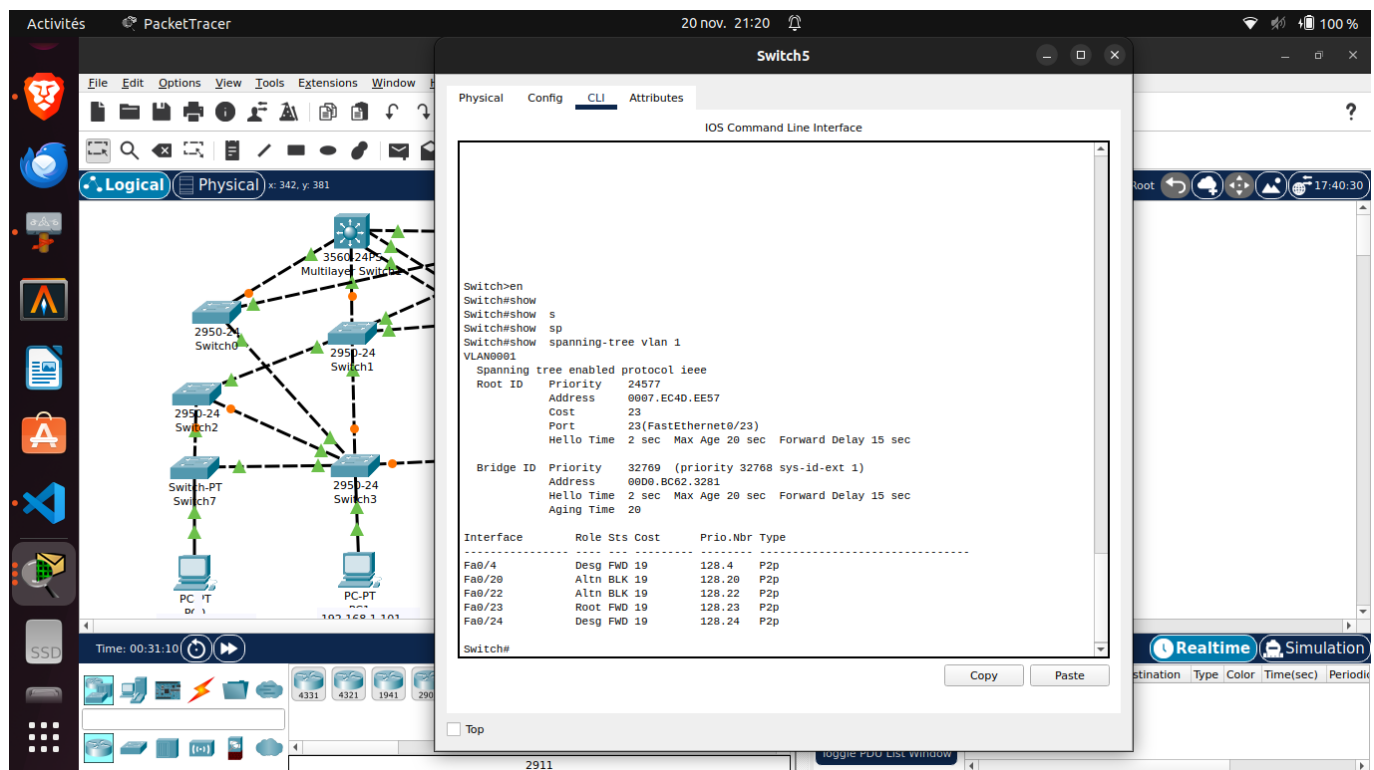 Activités PacketTracer 20 nov. 21:20 100 %
Switch5
File Edit Options View Tools Extensions Window
Physical Config CLI Attributes
IOS Command Line Interface
?
Logical Physical x: 342, y: 381 Root 17:40:30
3560-24PS
Multilayer Switch
2950-24
Switch0
2950-24
Switch1
2950-24
Switch2
Switch-PT
Switch7
2950-24
Switch3
PC-PT
PC-PT
PC1
192.168.1.101
Switch>en
Switch#show
Switch#show s
Switch#show sp
Switch#show spanning-tree vlan 1
VLAN0001
Spanning tree enabled protocol ieee
Root ID Priority 24577
Address 0007.EC4D.EE57
Cost 23
Port 23(FastEthernet0/23)
Hello Time 2 sec Max Age 20 sec Forward Delay 15 sec
Bridge ID Priority 32769 (priority 32768 sys-id-ext 1)
Address 00D0.BC62.3281
Hello Time 2 sec Max Age 20 sec Forward Delay 15 sec
Aging Time 20
Interface Role Sts Cost Prio.Nbr Type
---------------- ---- --- --------- -------- --------------------------------
Fa0/4 Desg FWD 19 128.4 P2p
Fa0/20 Altn BLK 19 128.20 P2p
Fa0/22 Altn BLK 19 128.22 P2p
Fa0/23 Root FWD 19 128.23 P2p
Fa0/24 Desg FWD 19 128.24 P2p
Switch#
Copy Paste
Top
SSD
Time: 00:31:10
Realtime Simulation
4331 4321 1941 290
stination Type Color Time(sec) Periodic
Toggle PDU List Window
2911